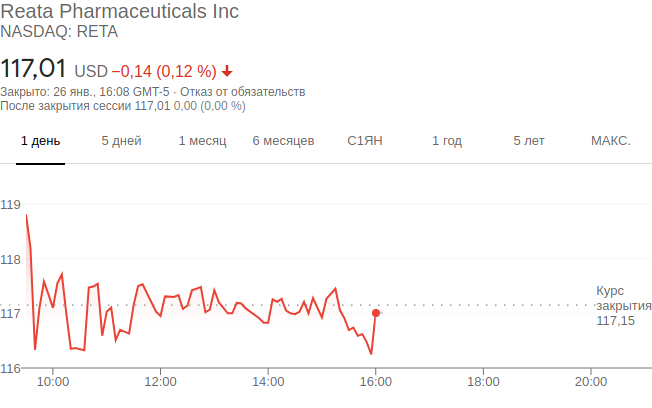 Reata Pharmaceuticals Inc
NASDAQ: RETA
117,01 USD −0,14 (0,12 %)
Закрыто: 26 янв., 16:08 GMT-5 · Отказ от обязательств
После закрытия сессии 117,01 0,00 (0,00 %)
1 день 5 дней 1 месяц 6 месяцев С1ЯН 1 год 5 лет МАКС.
119
118
Курс
закрытия
117
117,15
116
10:00 12:00 14:00 16:00 18:00 20:00